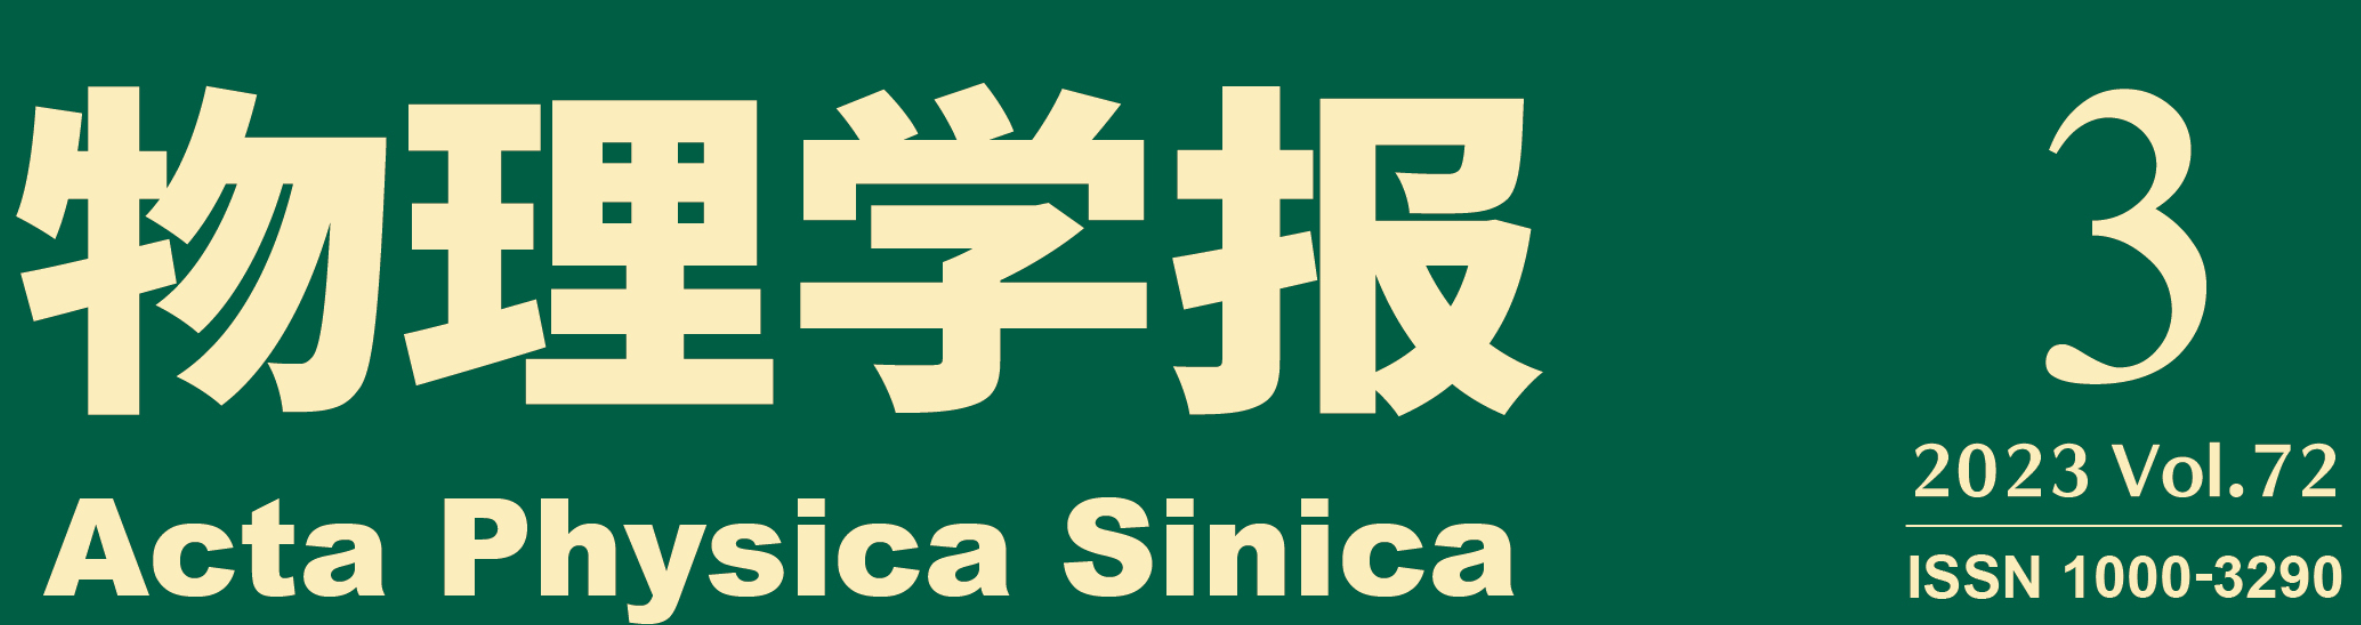 物理学报
Acta Physica Sinica
3
2023 Vol.72
ISSN 1000-3290